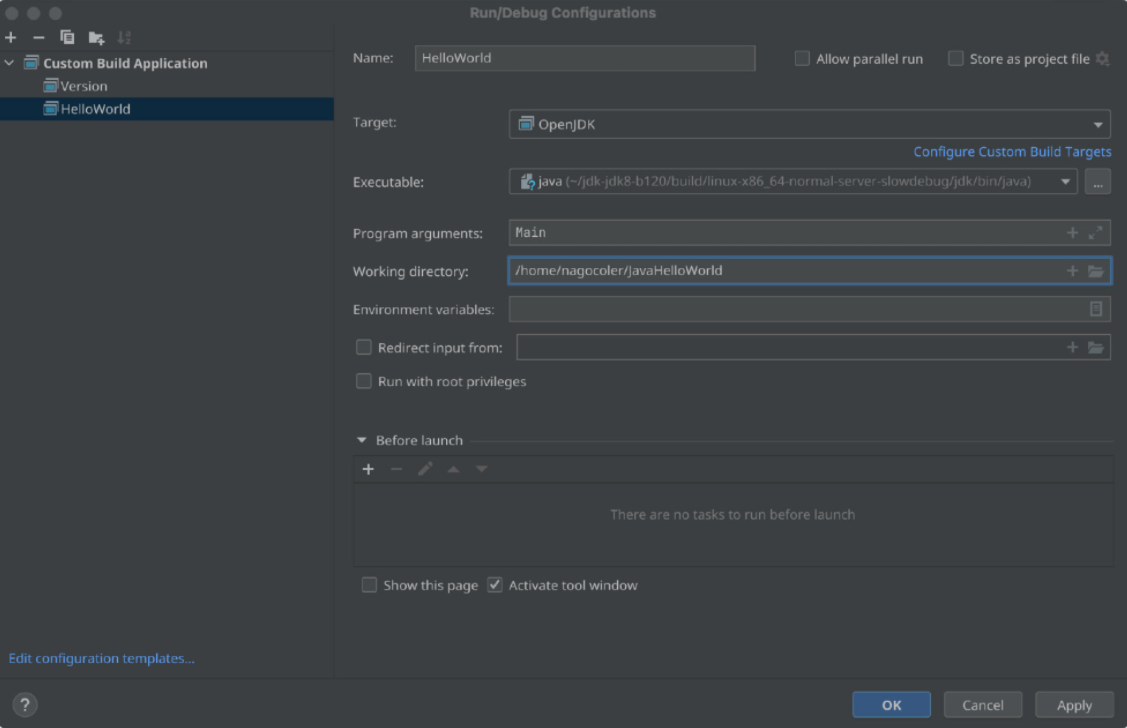 Run/Debug Configurations
Custom Build Application
Version
HelloWorld
Name: HelloWorld
Allow parallel run
Store as project file
Target: OpenJDK
Configure Custom Build Targets
Executable: java (~/jdk-jdk8-b120/build/linux-x86_64-normal-server-slowdebug/jdk/bin/java)
...
Program arguments: Main
Working directory: /home/nagocoler/JavaHelloWorld
Environment variables:
Redirect input from:
Run with root privileges
Before launch
There are no tasks to run before launch
Show this page
Activate tool window
Edit configuration templates...
?
OK
Cancel
Apply